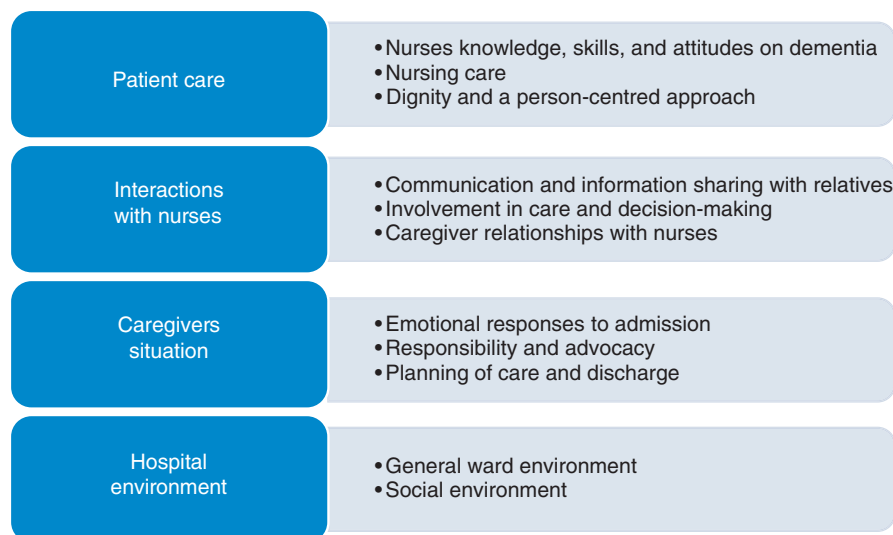 Patient care
•Nurses knowledge, skills, and attitudes on dementia
•Nursing care
•Dignity and a person-centred approach
Interactions
with nurses
•Communication and information sharing with relatives
•Involvement in care and decision-making
•Caregiver relationships with nurses
Caregivers
situation
•Emotional responses to admission
•Responsibility and advocacy
•Planning of care and discharge
Hospital
environment
•General ward environment
•Social environment